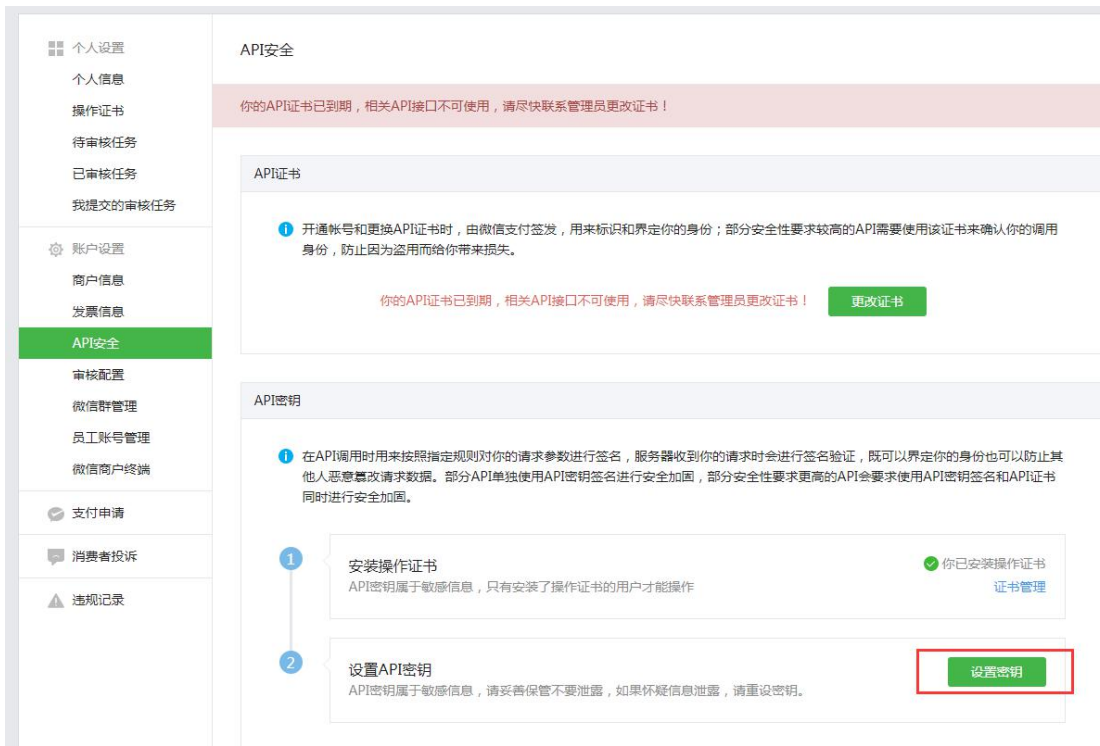 个人设置
个人信息
操作证书
待审核任务
已审核任务
我提交的审核任务
账户设置
商户信息
发票信息
API安全
审核配置
微信群管理
员工账号管理
微信商户终端
支付申请
消费者投诉
违规记录
API安全
你的API证书已到期，相关API接口不可使用，请尽快联系管理员更改证书！
API证书
开通帐号和更换API证书时，由微信支付签发，用来标识和界定你的身份；部分安全性要求较高的API需要使用该证书来确认你的调用
身份，防止因为盗用而给你带来损失。
你的API证书已到期，相关API接口不可使用，请尽快联系管理员更改证书！ 更改证书
API密钥
在API调用时用来按照指定规则对你的请求参数进行签名，服务器收到你的请求时会进行签名验证，既可以界定你的身份也可以防止其
他人恶意篡改请求数据。部分API单独使用API密钥签名进行安全加固，部分安全性要求更高的API会要求使用API密钥签名和API证书
同时进行安全加固。
1
安装操作证书 你已安装操作证书
API密钥属于敏感信息，只有安装了操作证书的用户才能操作 证书管理
2
设置API密钥 设置密钥
API密钥属于敏感信息，请妥善保管不要泄露，如果怀疑信息泄露，请重设密钥。